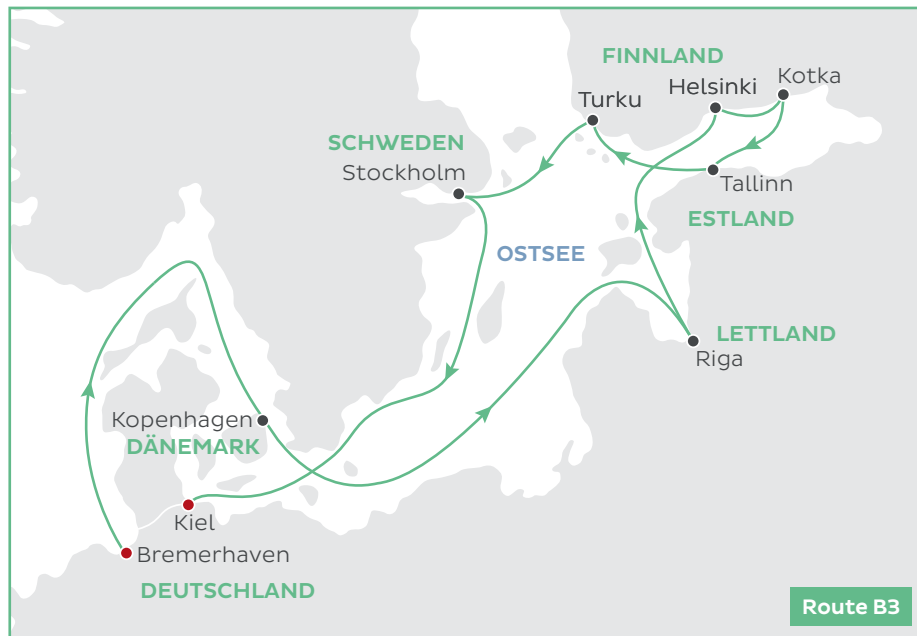 FINNLAND
Kotka
Helsinki
Turku
SCHWEDEN
Stockholm
Tallinn
ESTLAND
OSTSEE
LETTLAND
Riga
Kopenhagen
DÄNEMARK
Kiel
Bremerhaven
DEUTSCHLAND
Route B3